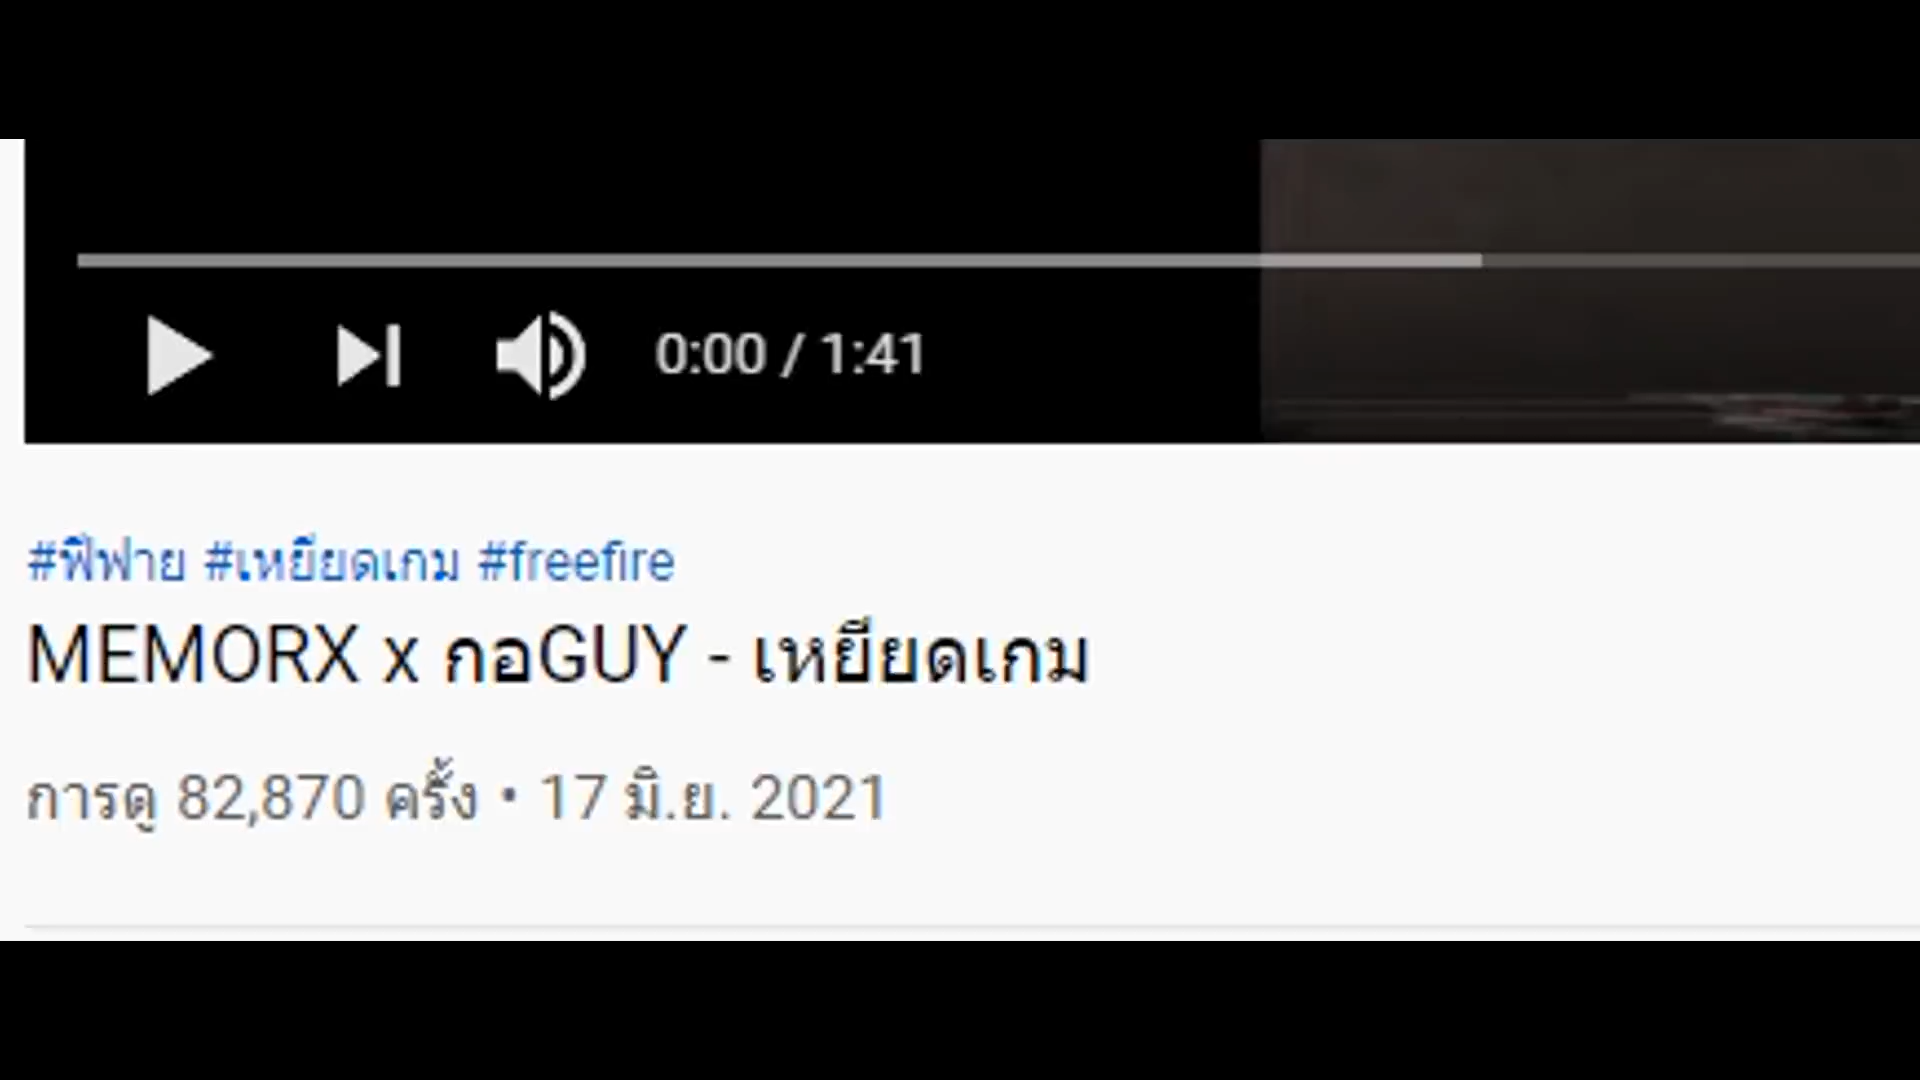 0:00 / 1:41
#ฟีฟาย #เหยียดเกม #freefire
MEMORX x กอGUY - เหยียดเกม
การดู 82,870 ครั้ง • 17 มิ.ย. 2021